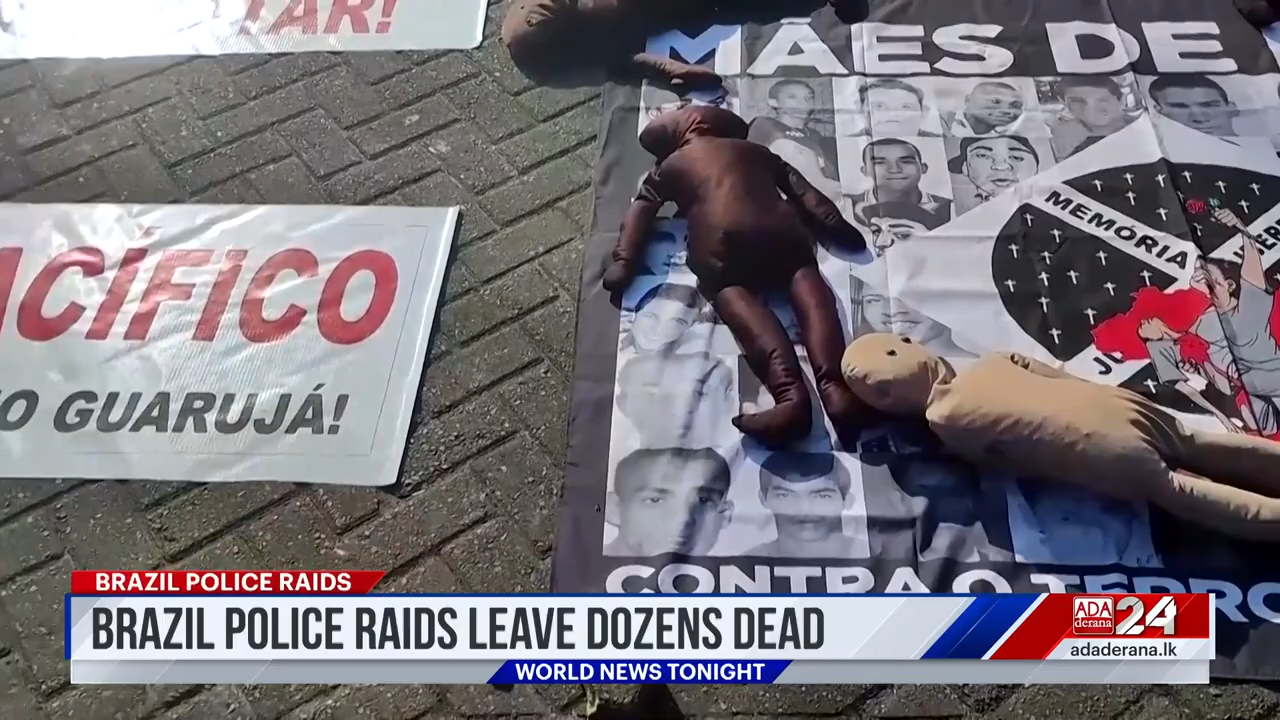 TAR!
MÃES DE
MEMÓRIA
ACÍFICO
O GUARUJÁ!
CONTRA O TERRO
BRAZIL POLICE RAIDS
BRAZIL POLICE RAIDS LEAVE DOZENS DEAD
ADA
derana
24
adaderana.lk
WORLD NEWS TONIGHT